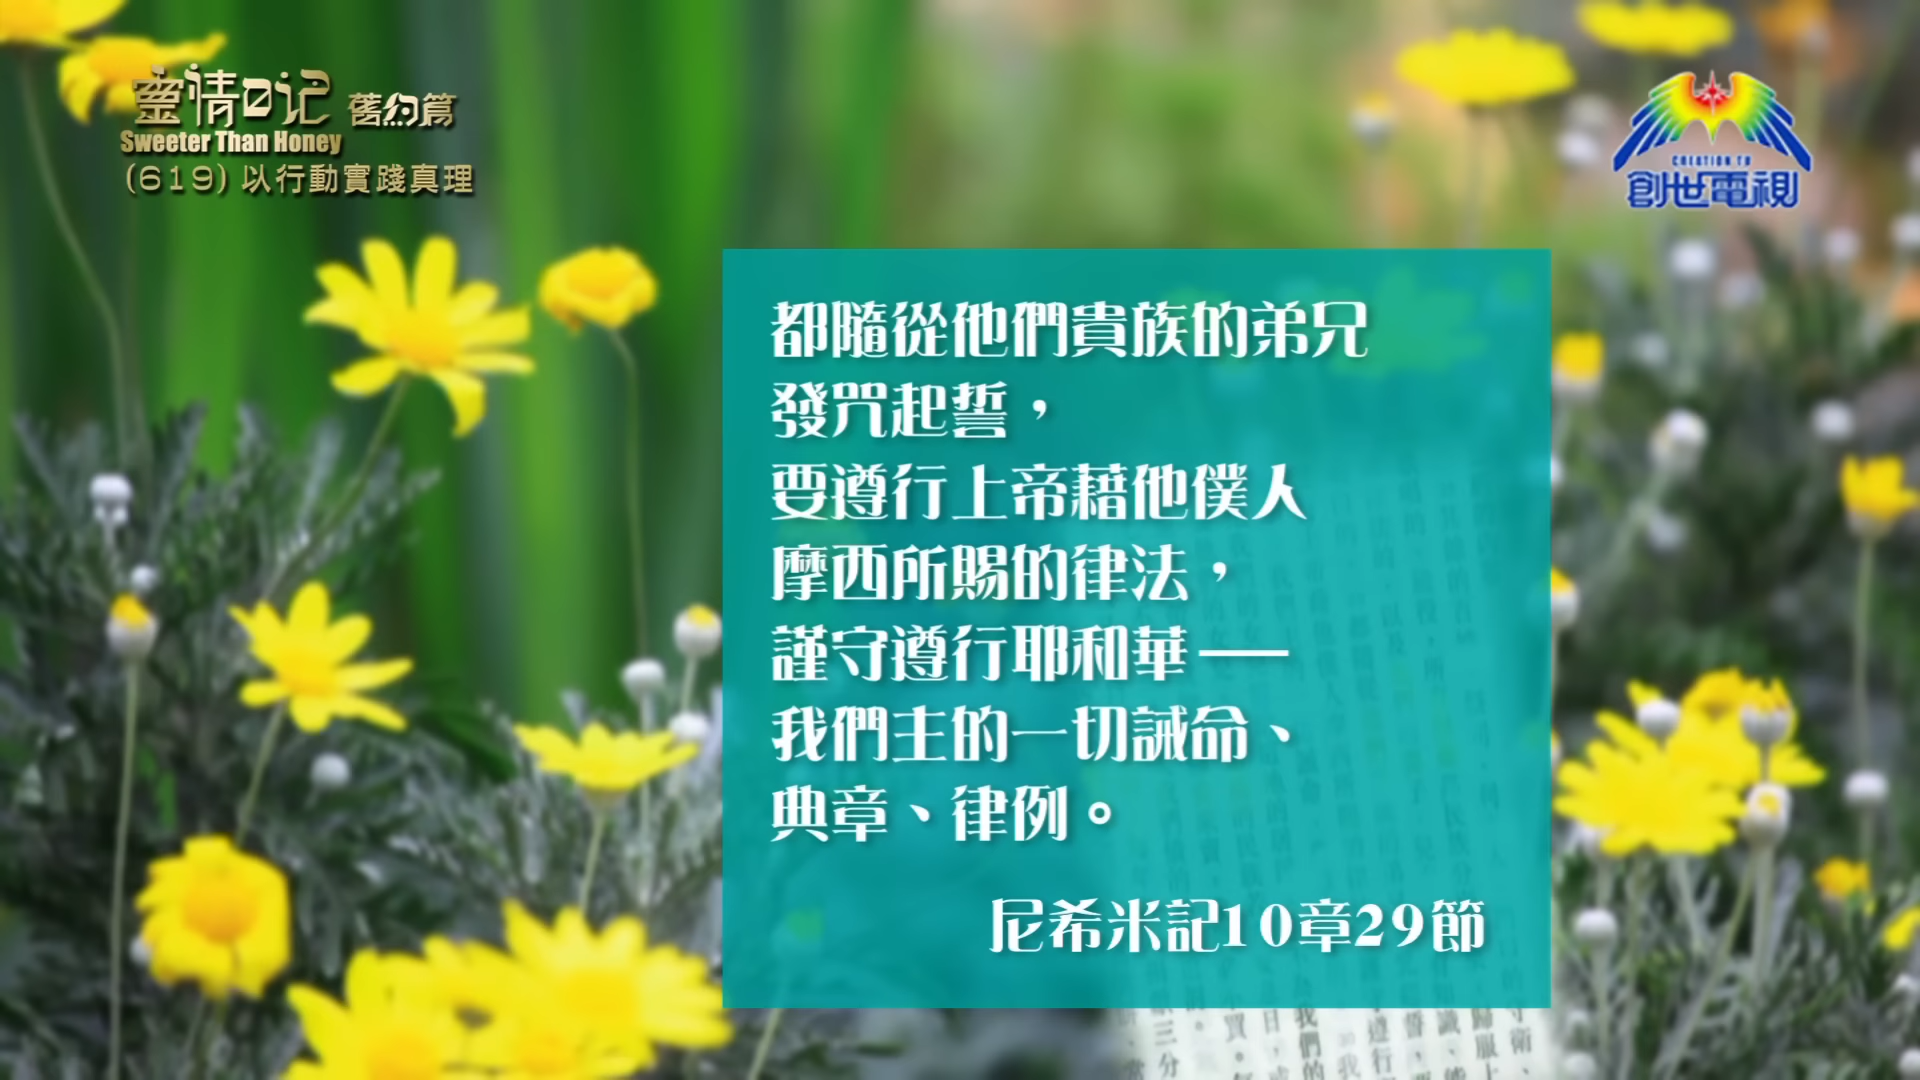 靈情日记 舊約篇
Sweeter Than Honey
(619) 以行動實踐真理
CREATION TV
創世電視
都隨從他們貴族的弟兄
發咒起誓，
要遵行上帝藉他僕人
摩西所賜的律法，
謹守遵行耶和華——
我們主的一切誡命、
典章、律例。
尼希米記10章29節